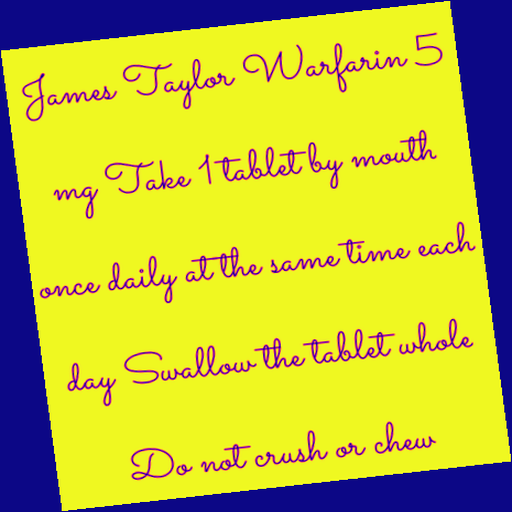 James Taylor Warfarin 5
mg Take 1 tablet by mouth
once daily at the same time each
day Swallow the tablet whole
Do not crush or chew